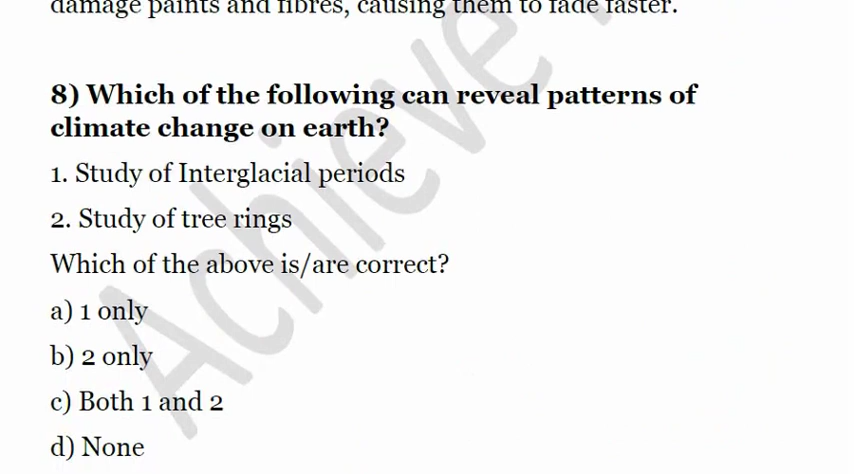 damage paints and fibres, causing them to fade faster.
8) Which of the following can reveal patterns of
climate change on earth?
1. Study of Interglacial periods
2. Study of tree rings
Which of the above is/are correct?
a) 1 only
b) 2 only
c) Both 1 and 2
d) None
Achieve